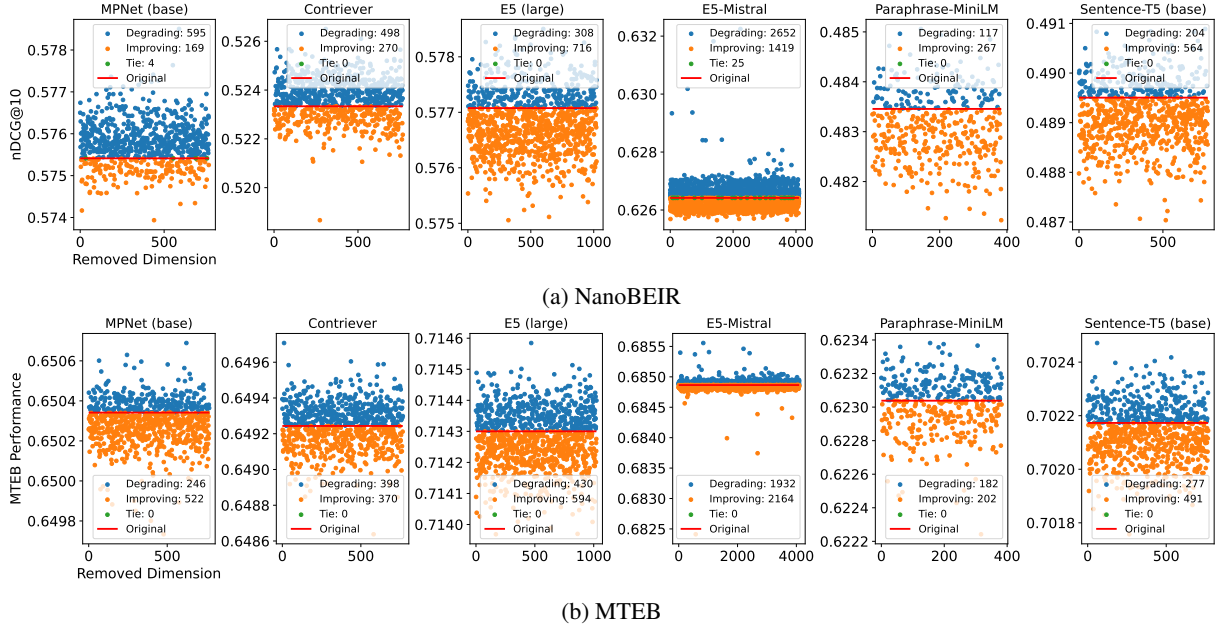 MPNet (base)
Contriever
E5 (large)
E5-Mistral
Paraphrase-MiniLM
Sentence-T5 (base)
nDCG@10
0.578
0.577
0.576
0.575
0.574
Degrading: 595
Improving: 169
Tie: 4
Original
0
500
Removed Dimension
0.526
0.524
0.522
0.520
Degrading: 498
Improving: 270
Tie: 0
Original
0
500
0.578
0.577
0.576
0.575
Degrading: 308
Improving: 716
Tie: 0
Original
0
500
1000
0.632
0.630
0.628
0.626
Degrading: 2652
Improving: 1419
Tie: 25
Original
0
2000
4000
0.485
0.484
0.483
0.482
Degrading: 117
Improving: 267
Tie: 0
Original
0
200
400
0.491
0.490
0.489
0.488
0.487
Degrading: 204
Improving: 564
Tie: 0
Original
0
500
(a) NanoBEIR
MPNet (base)
Contriever
E5 (large)
E5-Mistral
Paraphrase-MiniLM
Sentence-T5 (base)
MTEB Performance
0.6506
0.6504
0.6502
0.6500
0.6498
Degrading: 246
Improving: 522
Tie: 0
Original
0
500
Removed Dimension
0.6496
0.6494
0.6492
0.6490
0.6488
0.6486
Degrading: 398
Improving: 370
Tie: 0
Original
0
500
0.7146
0.7145
0.7144
0.7143
0.7142
0.7141
0.7140
Degrading: 430
Improving: 594
Tie: 0
Original
0
500
1000
0.6855
0.6850
0.6845
0.6840
0.6835
0.6830
0.6825
Degrading: 1932
Improving: 2164
Tie: 0
Original
0
2000
4000
0.6234
0.6232
0.6230
0.6228
0.6226
0.6224
0.6222
Degrading: 182
Improving: 202
Tie: 0
Original
0
200
400
0.7024
0.7022
0.7020
0.7018
Degrading: 277
Improving: 491
Tie: 0
Original
0
500
(b) MTEB